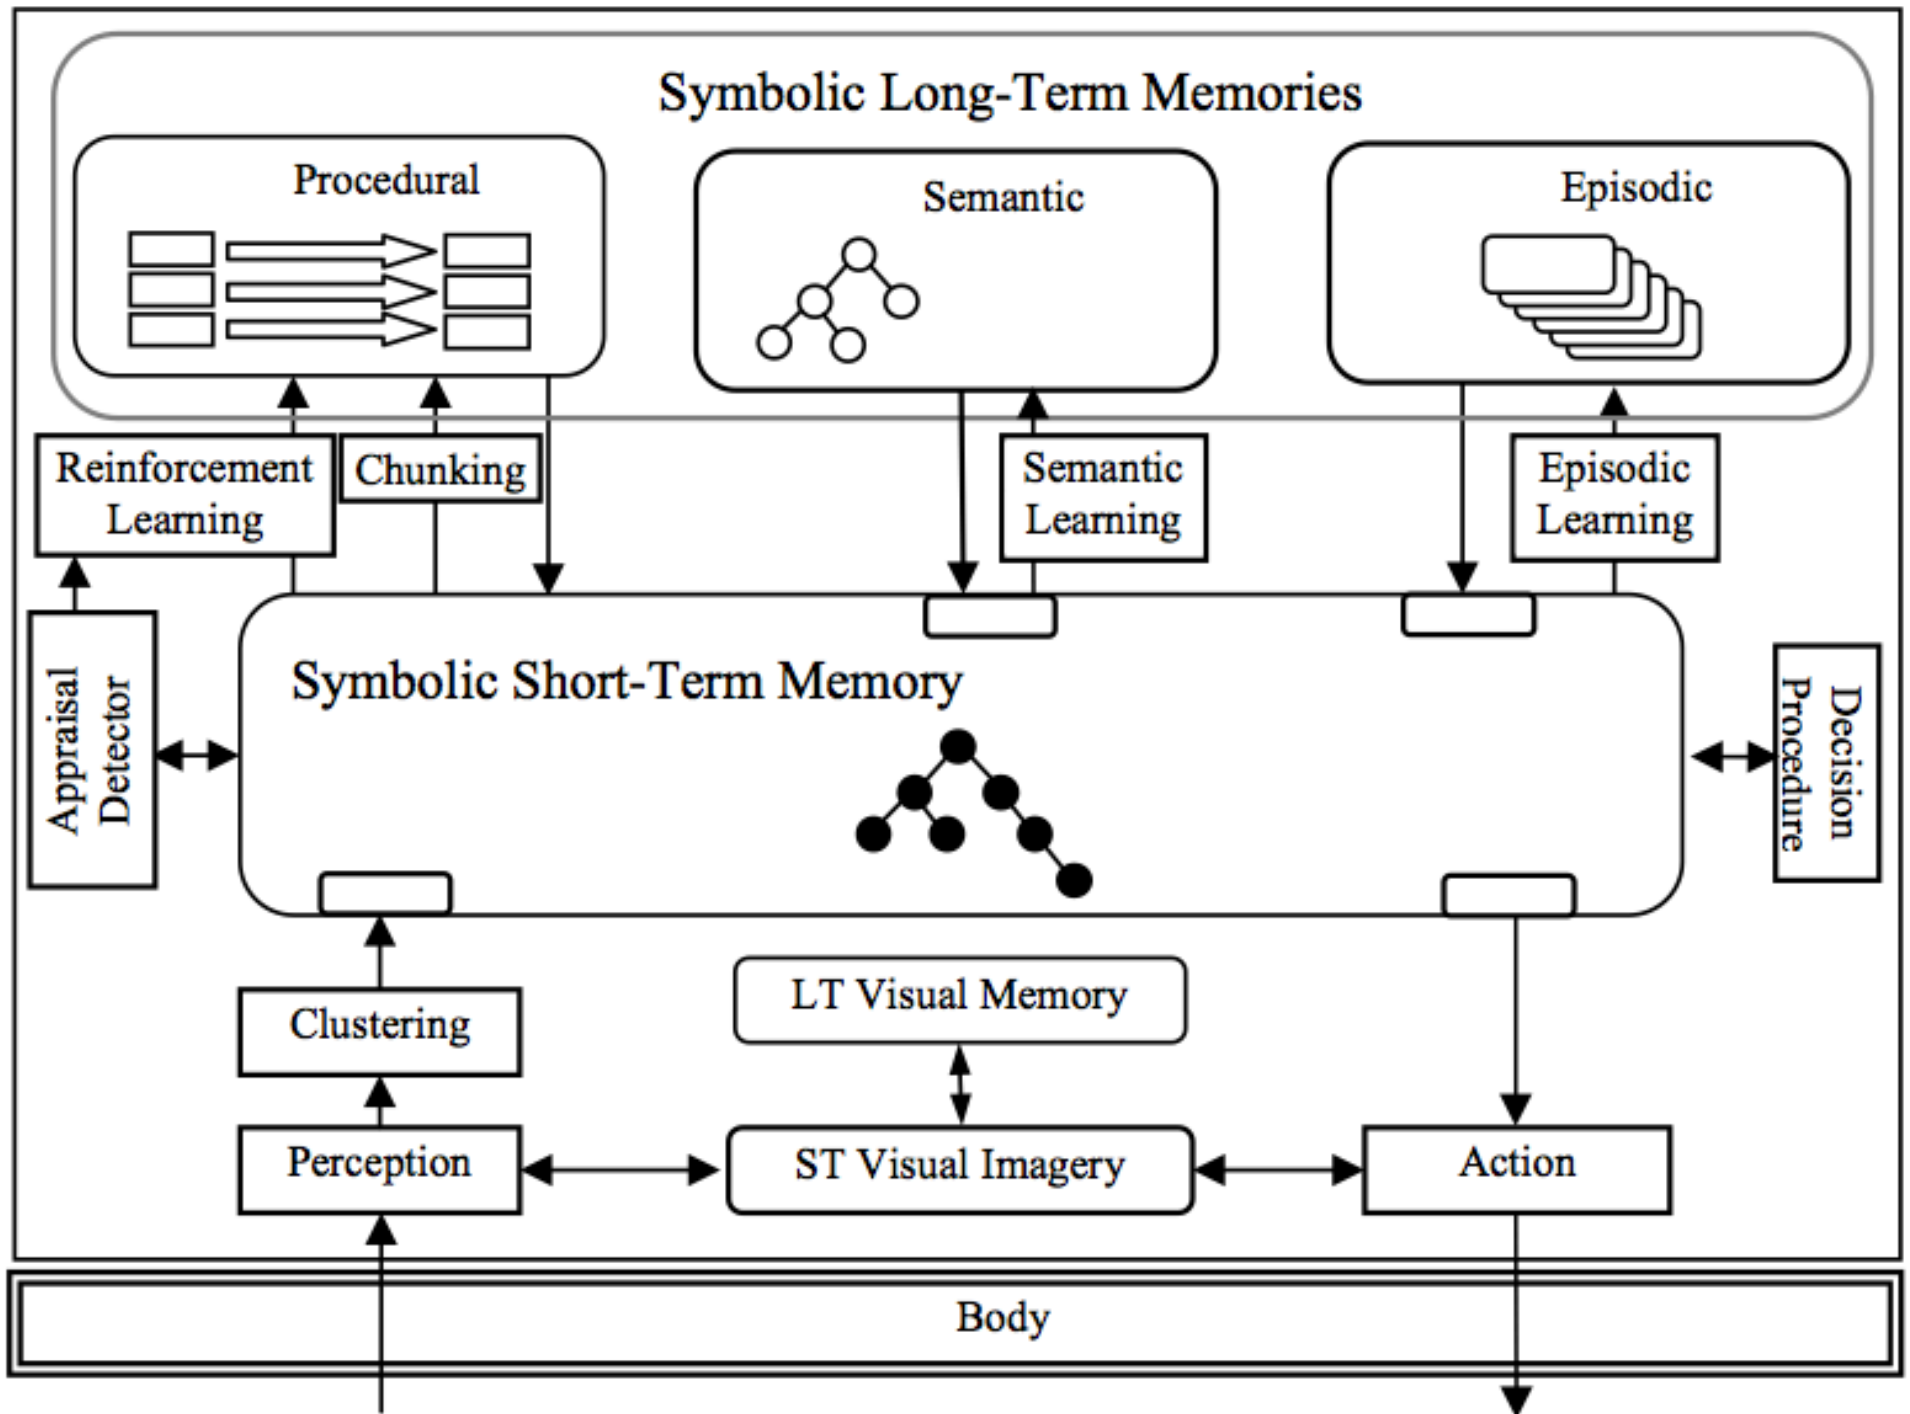 Symbolic Long-Term Memories
Procedural
Semantic
Episodic
Reinforcement
Learning
Chunking
Semantic
Learning
Episodic
Learning
Appraisal
Detector
Symbolic Short-Term Memory
Decision
Procedure
Clustering
LT Visual Memory
Perception
ST Visual Imagery
Action
Body